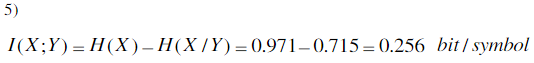 5)
I(X;Y) = H(X) – H(X/Y) = 0.971 – 0.715 = 0.256 bit/symbol